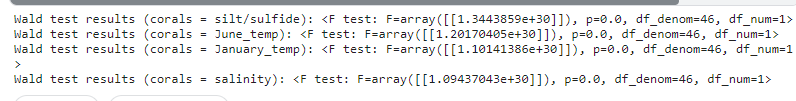 Wald test results (corals = silt/sulfide): <F test: F=array([[1.3443859e+30]]), p=0.0, df_denom=46, df_num=1>
Wald test results (corals = June_temp): <F test: F=array([[1.20170405e+30]]), p=0.0, df_denom=46, df_num=1>
Wald test results (corals = January_temp): <F test: F=array([[1.10141386e+30]]), p=0.0, df_denom=46, df_num=1
>
Wald test results (corals = salinity): <F test: F=array([[1.09437043e+30]]), p=0.0, df_denom=46, df_num=1>